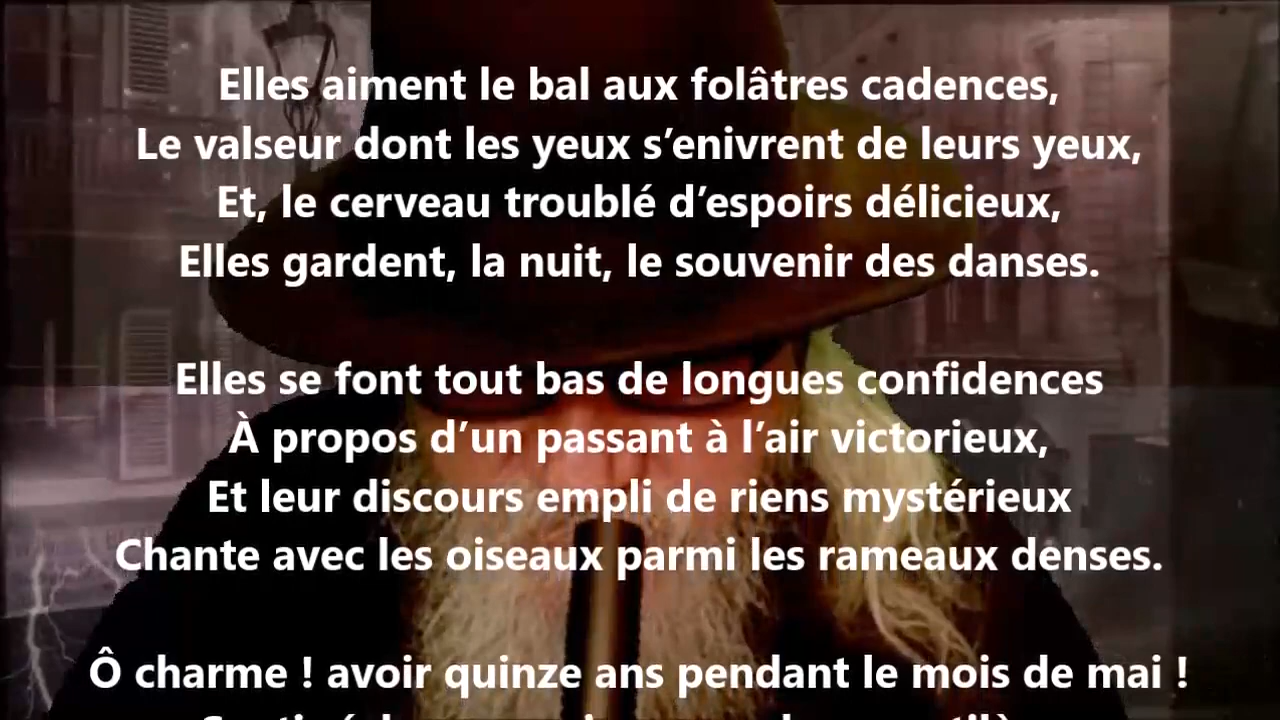 Elles aiment le bal aux folâtres cadences,
Le valseur dont les yeux s’enivrent de leurs yeux,
Et, le cerveau troublé d’espoirs délicieux,
Elles gardent, la nuit, le souvenir des danses.
Elles se font tout bas de longues confidences
À propos d’un passant à l’air victorieux,
Et leur discours empli de riens mystérieux
Chante avec les oiseaux parmi les rameaux denses.
Ô charme ! avoir quinze ans pendant le mois de mai !